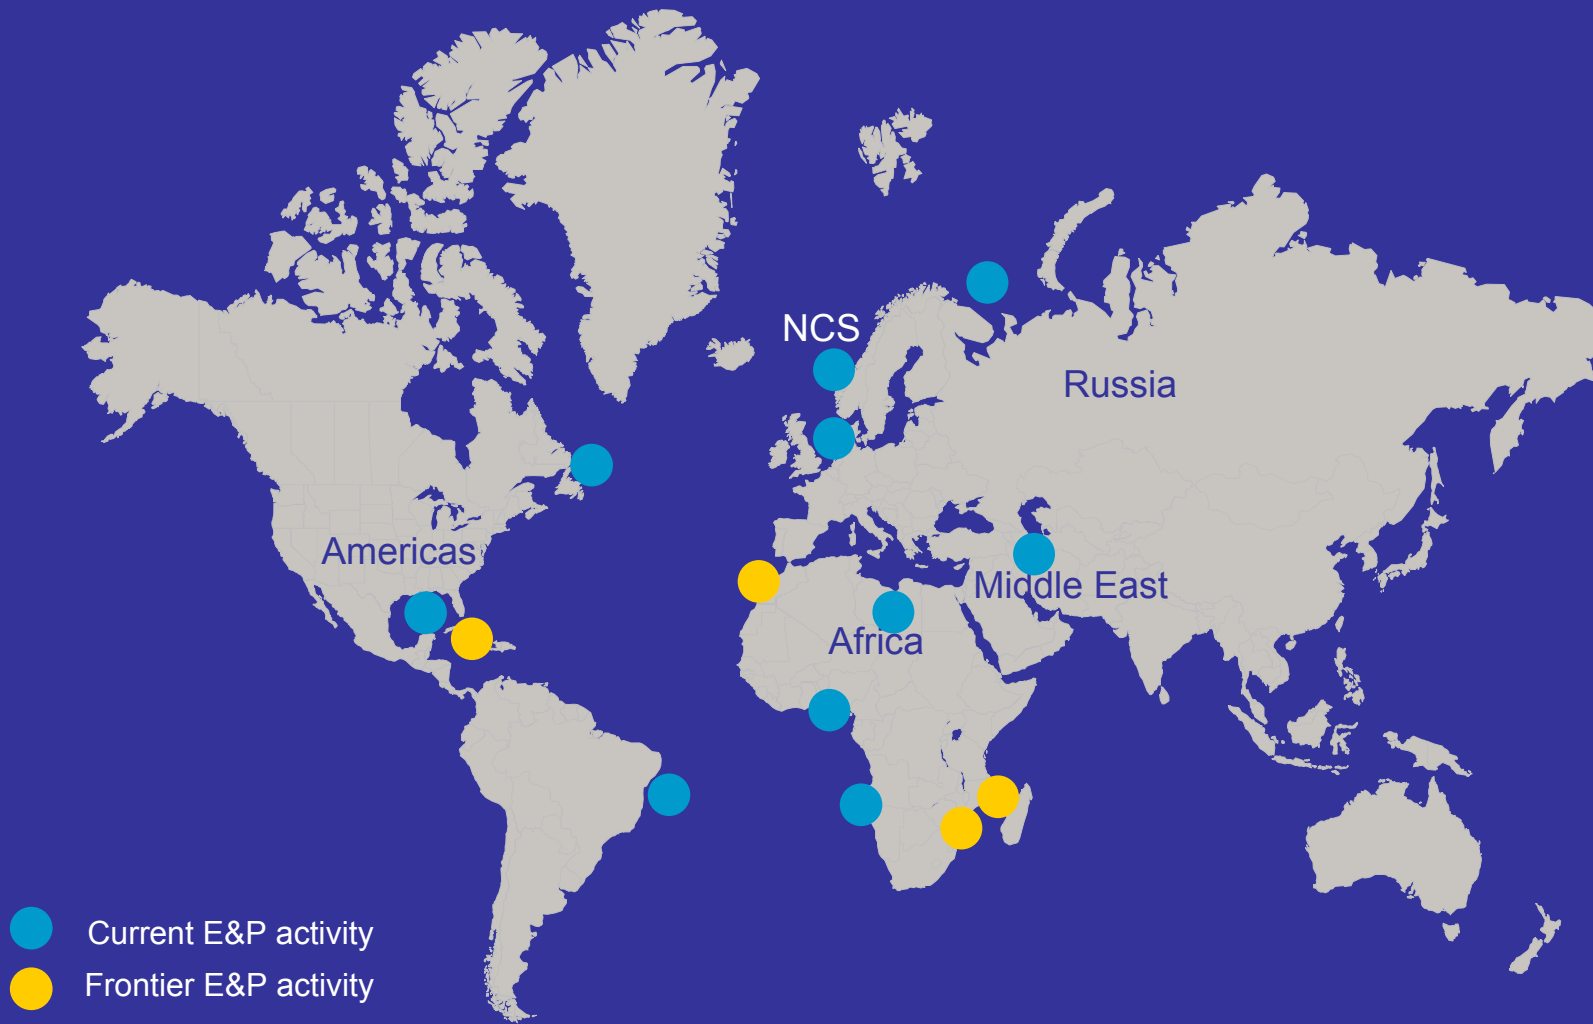 NCS
Russia
Americas
Middle East
Africa
Current E&P activity
Frontier E&P activity